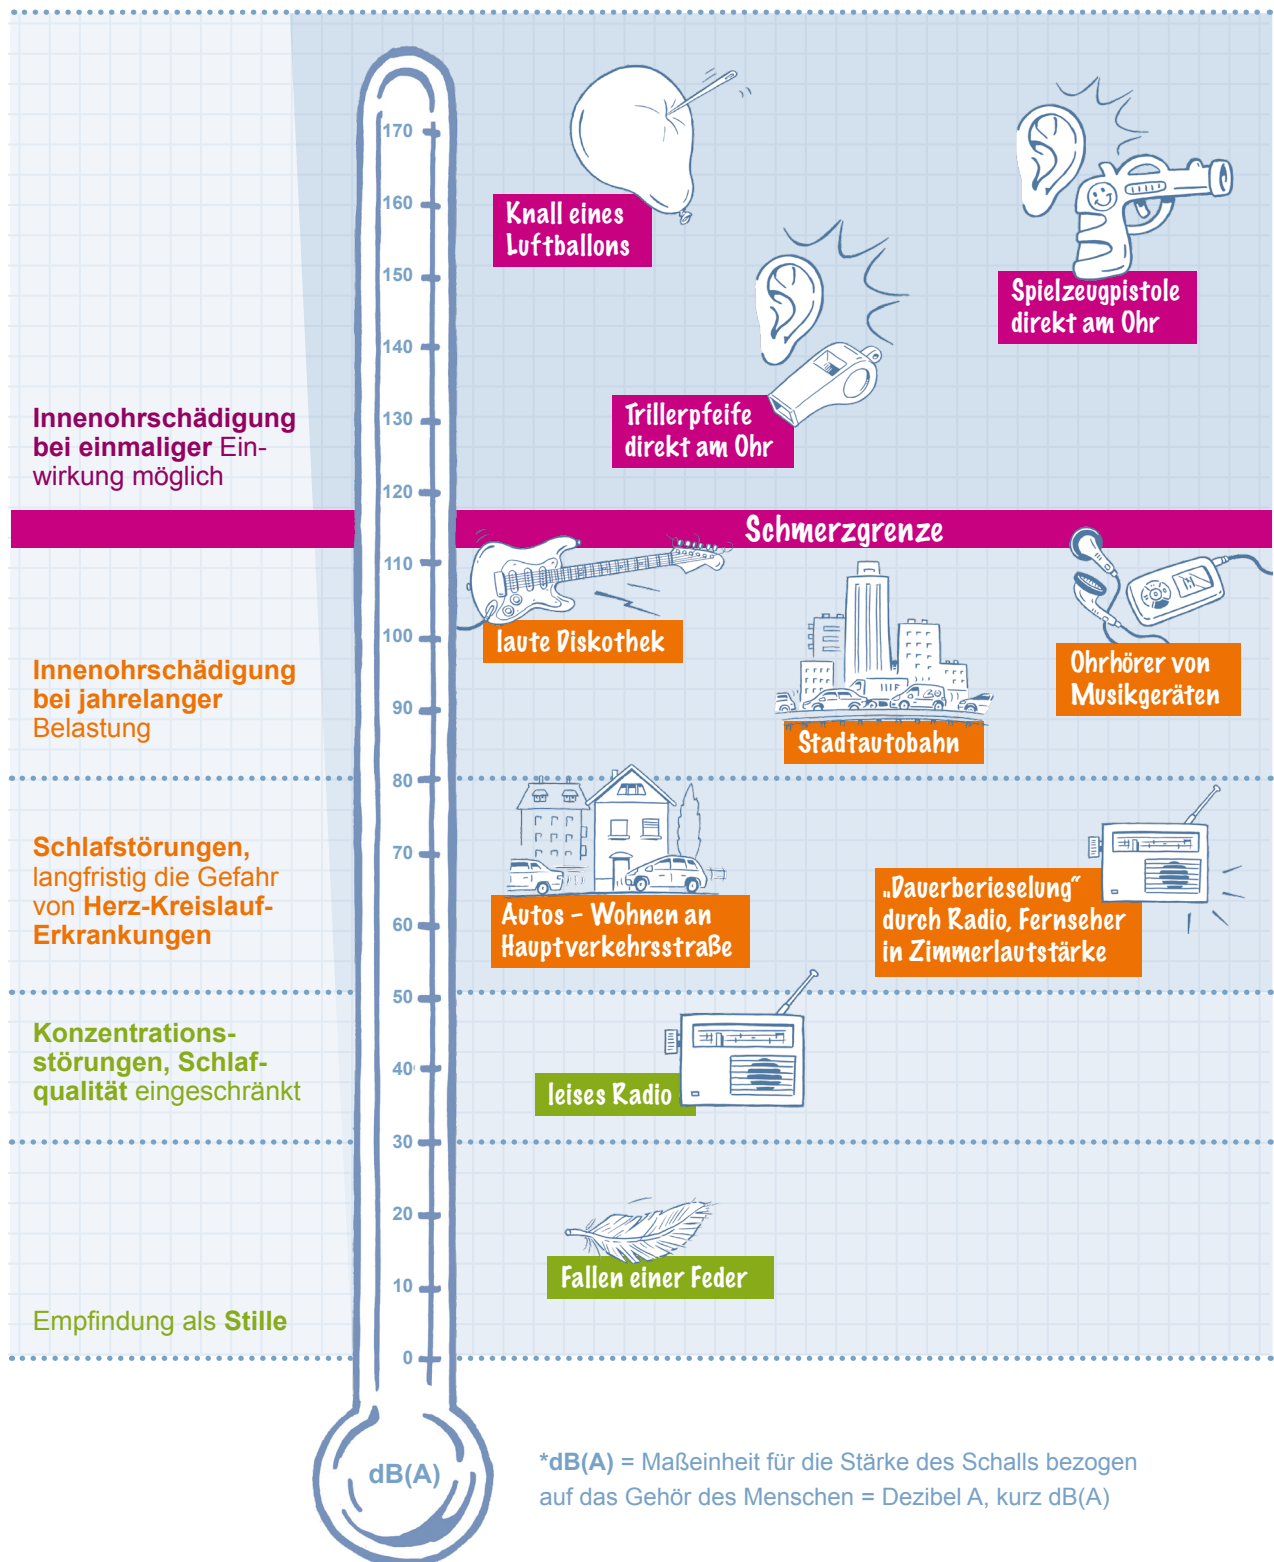 170
160
Knall eines
Luftballons
150
Spielzeugpistole
direkt am Ohr
140
Innenohrschädigung
bei einmaliger Ein-
wirkung möglich
130
Trillerpfeife
direkt am Ohr
120
Schmerzgrenze
110
100
laute Diskothek
Ohrhörer von
Musikgeräten
Innenohrschädigung
bei jahrelanger
Belastung
90
Stadtautobahn
80
70
Schlafstörungen,
langfristig die Gefahr
von Herz-Kreislauf-
Erkrankungen
60
Autos – Wohnen an
Hauptverkehrsstraße
„Dauerberieselung“
durch Radio, Fernseher
in Zimmerlautstärke
50
Konzentrations-
störungen, Schlaf-
qualität eingeschränkt
40
leises Radio
30
20
Fallen einer Feder
10
Empfindung als Stille
0
dB(A)
*dB(A) = Maßeinheit für die Stärke des Schalls bezogen
auf das Gehör des Menschen = Dezibel A, kurz dB(A)